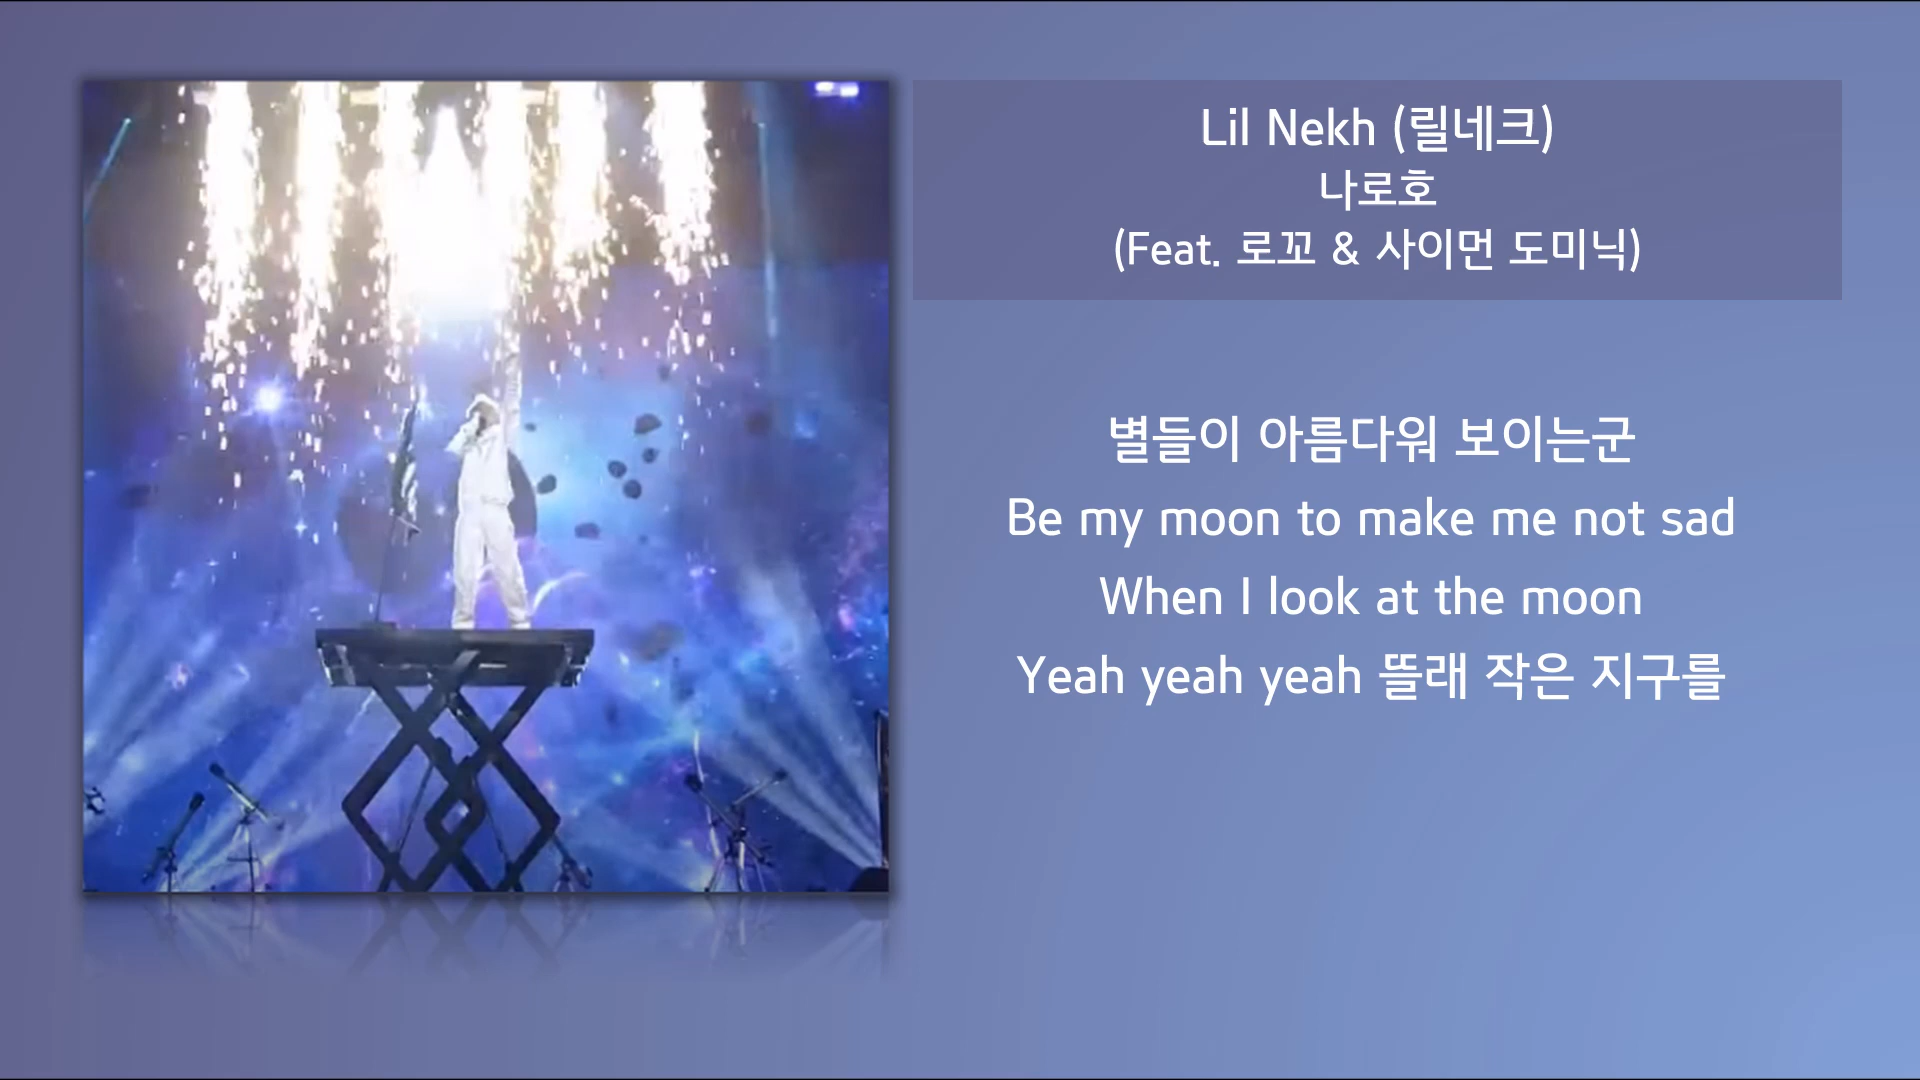 Lil Nekh (릴네크)
나로호
(Feat. 로꼬 & 사이먼 도미닉)
별들이 아름다워 보이는군
Be my moon to make me not sad
When I look at the moon
Yeah yeah yeah 뜰래 작은 지구를